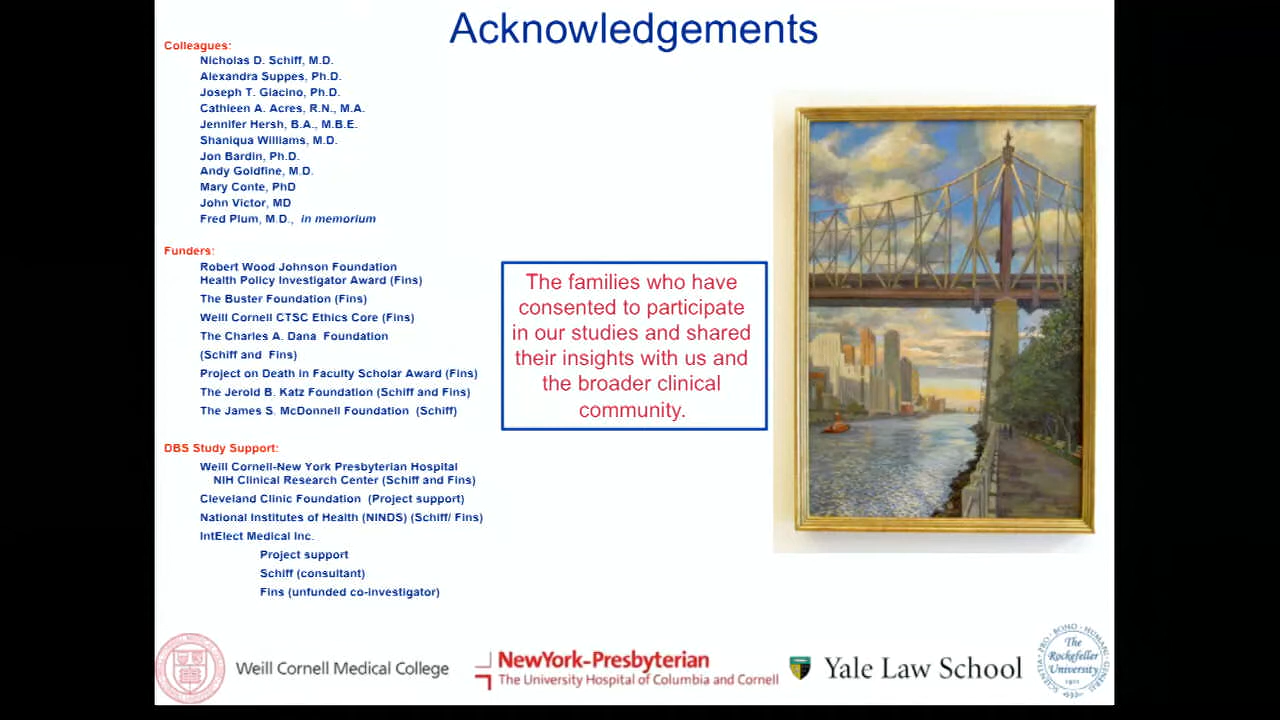 Acknowledgements
Colleagues:
Nicholas D. Schiff, M.D.
Alexandra Suppes, Ph.D.
Joseph T. Giacino, Ph.D.
Cathleen A. Acres, R.N., M.A.
Jennifer Hersh, B.A., M.B.E.
Shaniqua Williams, M.D.
Jon Bardin, Ph.D.
Andy Goldfine, M.D.
Mary Conte, PhD
John Victor, MD
Fred Plum, M.D., in memorium
Funders:
Robert Wood Johnson Foundation
Health Policy Investigator Award (Fins)
The Buster Foundation (Fins)
Weill Cornell CTSC Ethics Core (Fins)
The Charles A. Dana Foundation
(Schiff and Fins)
Project on Death in Faculty Scholar Award (Fins)
The Jerold B. Katz Foundation (Schiff and Fins)
The James S. McDonnell Foundation (Schiff)
DBS Study Support:
Weill Cornell-New York Presbyterian Hospital
NIH Clinical Research Center (Schiff and Fins)
Cleveland Clinic Foundation (Project support)
National Institutes of Health (NINDS) (Schiff/ Fins)
IntElect Medical Inc.
Project support
Schiff (consultant)
Fins (unfunded co-investigator)
The families who have
consented to participate
in our studies and shared
their insights with us and
the broader clinical
community.
Weill Cornell Medical College
NewYork-Presbyterian
The University Hospital of Columbia and Cornell
Yale Law School
The
Rockefeller
University
1901